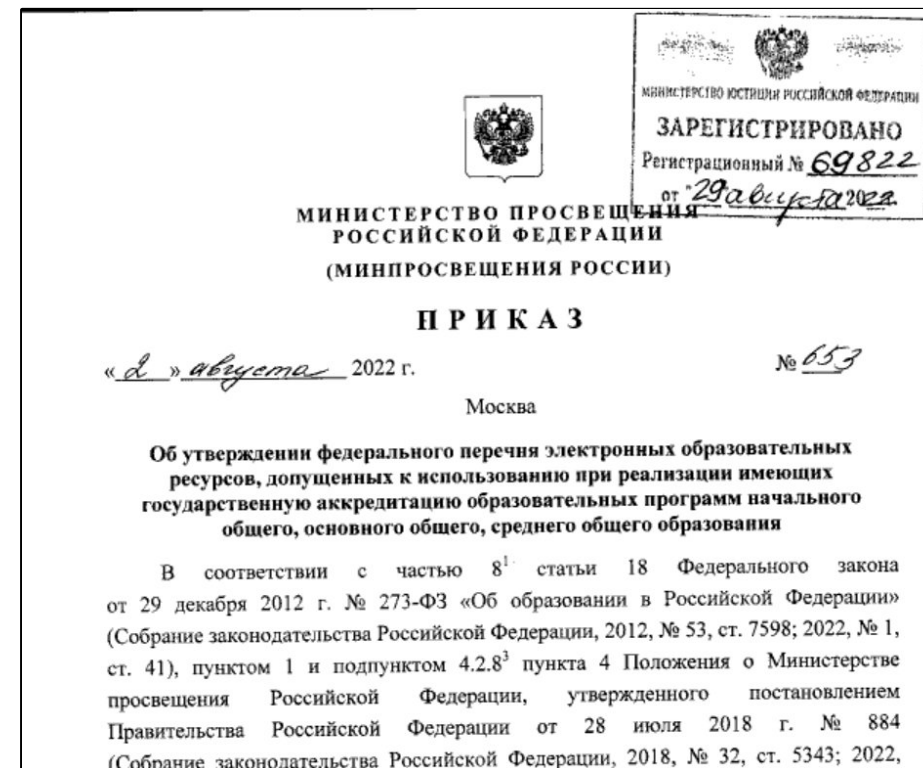 МИНИСТЕРСТВО ЮСТИЦИИ РОССИЙСКОЙ ФЕДЕРАЦИИ
ЗАРЕГИСТРИРОВАНО
Регистрационный № 69822
от "29" августа 2022.
МИНИСТЕРСТВО ПРОСВЕЩЕНИЯ
РОССИЙСКОЙ ФЕДЕРАЦИИ
(МИНПРОСВЕЩЕНИЯ РОССИИ)
ПРИКАЗ
«2» августа 2022 г.
№ 653
Москва
Об утверждении федерального перечня электронных образовательных
ресурсов, допущенных к использованию при реализации имеющих
государственную аккредитацию образовательных программ начального
общего, основного общего, среднего общего образования
В соответствии с частью 8¹ статьи 18 Федерального закона
от 29 декабря 2012 г. № 273-ФЗ «Об образовании в Российской Федерации»
(Собрание законодательства Российской Федерации, 2012, № 53, ст. 7598; 2022, № 1,
ст. 41), пунктом 1 и подпунктом 4.2.8³ пункта 4 Положения о Министерстве
просвещения Российской Федерации, утвержденного постановлением
Правительства Российской Федерации от 28 июля 2018 г. № 884
(Собрание законодательства Российской Федерации, 2018, № 32, ст. 5343; 2022,